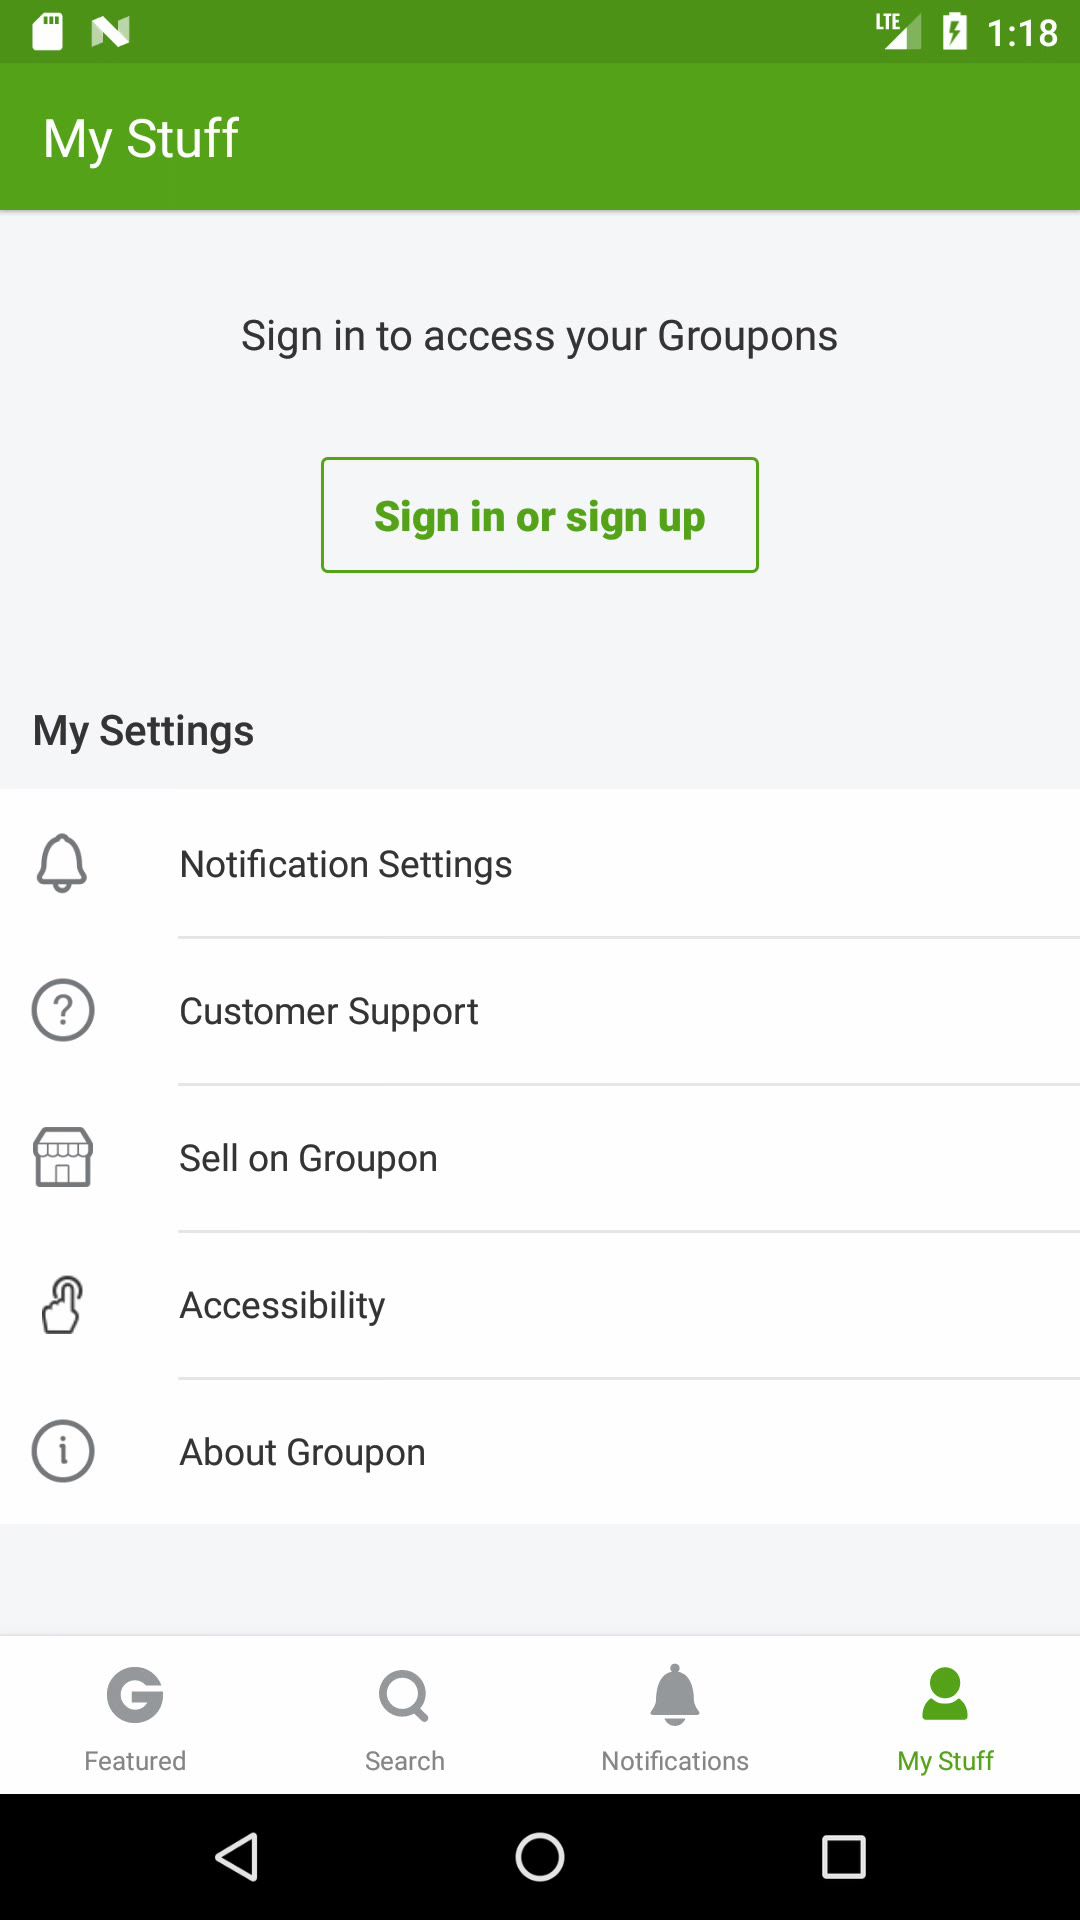 LTE 1:18
My Stuff
Sign in to access your Groupons
Sign in or sign up
My Settings
Notification Settings
? Customer Support
Sell on Groupon
Accessibility
i About Groupon
G
Featured Search Notifications My Stuff